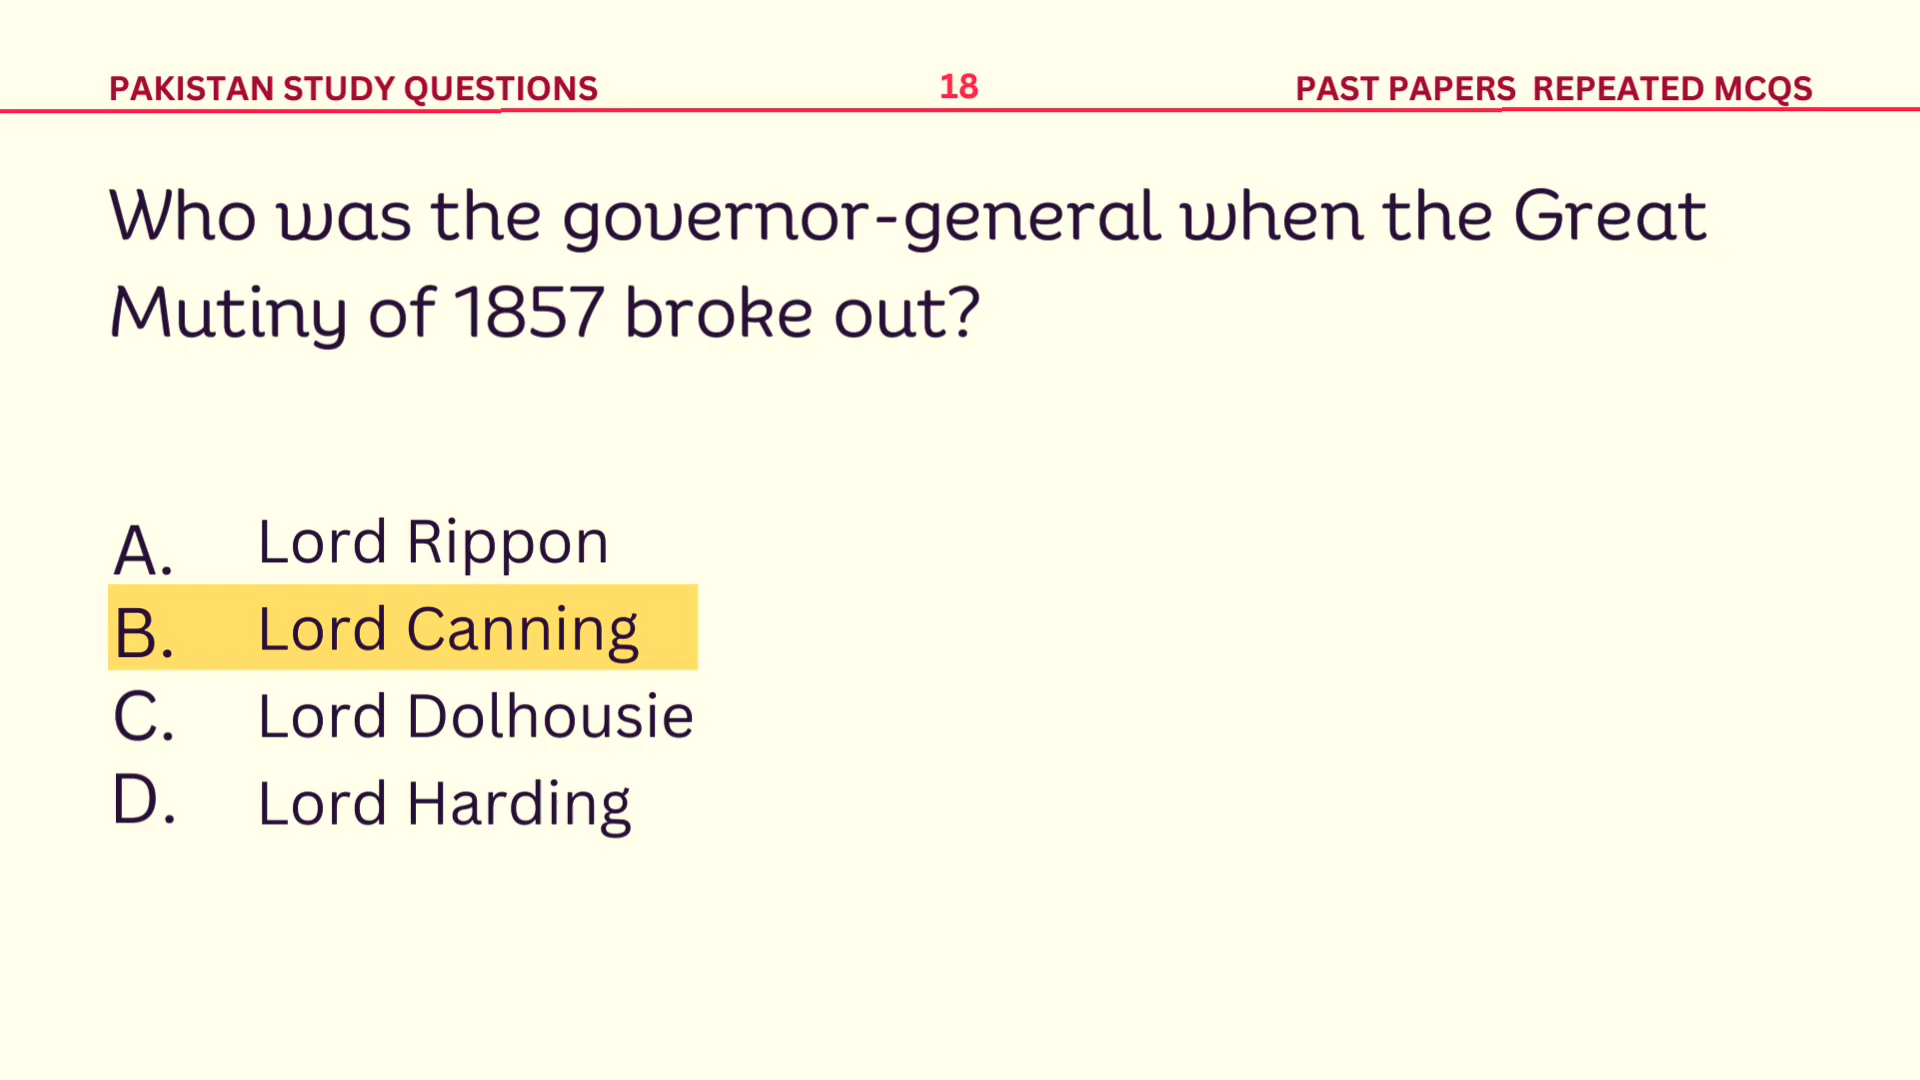 PAKISTAN STUDY QUESTIONS 18 PAST PAPERS REPEATED MCQS
Who was the governor-general when the Great
Mutiny of 1857 broke out?
A. Lord Rippon
B. Lord Canning
C. Lord Dolhousie
D. Lord Harding